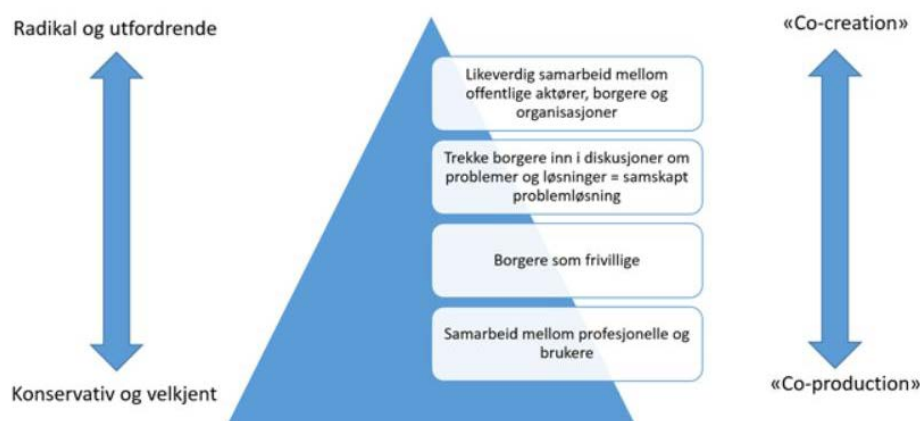 Radikal og utfordrende
«Co-creation»
Likeverdig samarbeid mellom
offentlige aktører, borgere og
organisasjoner
Trekke borgere inn i diskusjoner om
problemer og løsninger = samskapt
problemløsning
Borgere som frivillige
Samarbeid mellom profesjonelle og
brukere
Konservativ og velkjent
«Co-production»